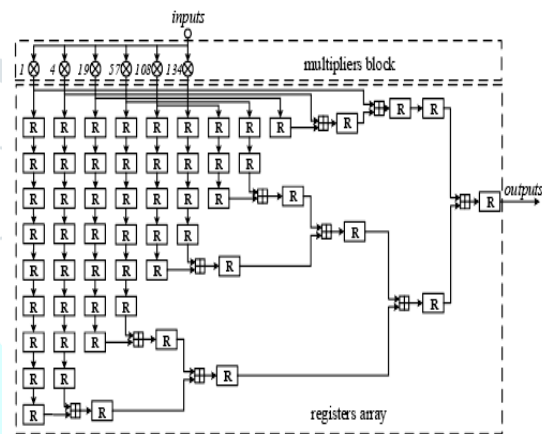 inputs
1 4 19 57 108 134 multipliers block
R R
R R R R R R R R R R
R R R R R R R R
outputs
R R R R R R R R R
R R R R R R R
R R R R R R
R R R R R
R R R R
R R R
R R registers array